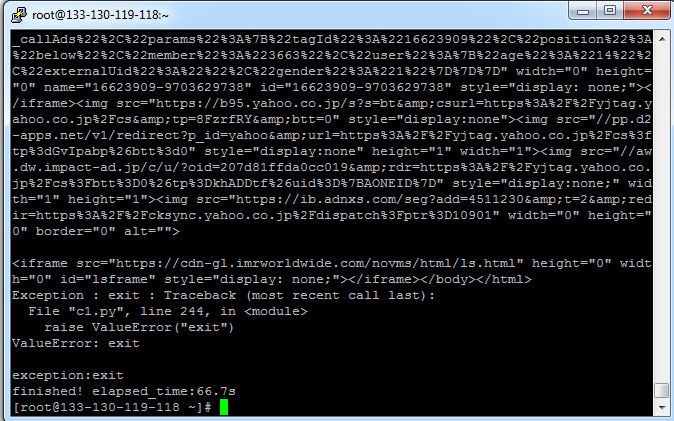 root@133-130-119-118:~
_callAds%22%2C%22params%22%3A%7B%22tagId%22%3A%2216623909%22%2C%22position%22%3A
%22below%22%2C%22member%22%3A%223663%22%2C%22user%22%3A%7B%22age%22%3A%2214%22%2
C%22externalUid%22%3A%22%22%2C%22gender%22%3A%221%22%7D%7D%7D" width="0" height=
"0" name="16623909-9703629738" id="16623909-9703629738" style="display: none;"><
/iframe><img src="https://b95.yahoo.co.jp/s?s=bt&amp;csurl=https%3A%2F%2Fyjtag.y
ahoo.co.jp%2Fcs&amp;tp=8FzrfRY&amp;btt=0" style="display:none"><img src="//pp.d2
-apps.net/v1/redirect?p_id=yahoo&amp;url=https%3A%2F%2Fyjtag.yahoo.co.jp%2Fcs%3f
tp%3dGvIpabp%26btt%3d0" style="display:none" height="1" width="1"><img src="//aw
.dw.impact-ad.jp/c/u/?oid=207d81ffda0cc019&amp;rdr=https%3A%2F%2Fyjtag.yahoo.co.
jp%2Fcs%3Fbtt%3D0%26tp%3DkhADDtf%26uid%3D%7BAONEID%7D" style="display:none;" wid
th="1" height="1"><img src="https://ib.adnxs.com/seg?add=4511230&amp;t=2&amp;red
ir=https%3A%2F%2Fcksync.yahoo.co.jp%2Fdispatch%3Fptr%3D10901" width="0" height="
0" border="0" alt="">
<iframe src="https://cdn-gl.imrworldwide.com/novms/html/ls.html" height="0" widt
h="0" id="lsframe" style="display: none;"></iframe></body></html>
Exception : exit : Traceback (most recent call last):
File "c1.py", line 244, in <module>
raise ValueError("exit")
ValueError: exit
exception:exit
finished! elapsed_time:66.7s
[root@133-130-119-118 ~]#